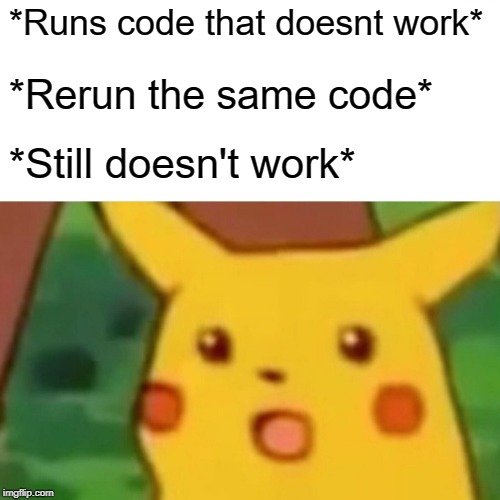 *Runs code that doesnt work*
*Rerun the same code*
*Still doesn't work*
imgflip.com